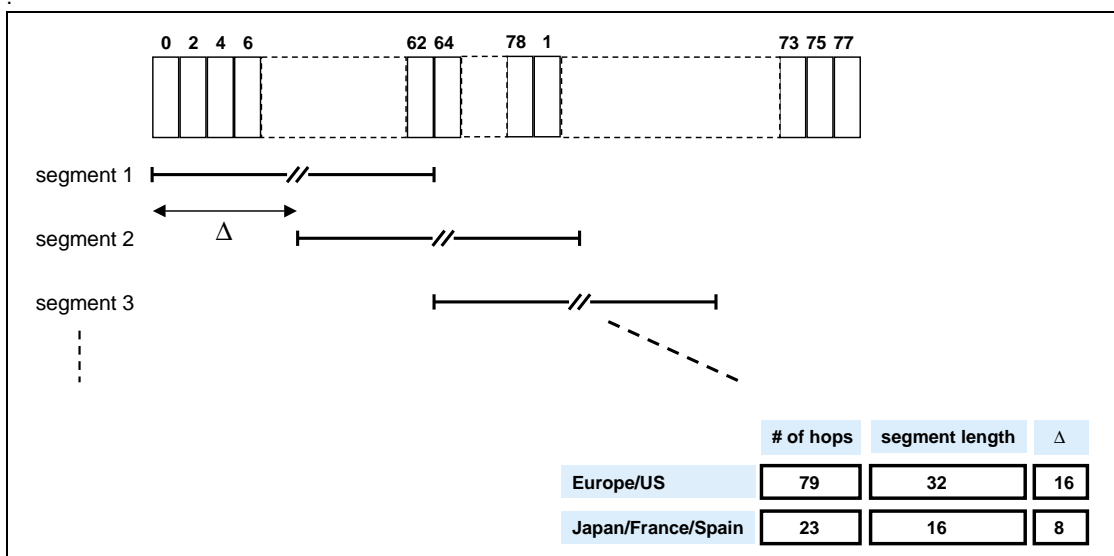 .
0 2 4 6 62 64 78 1 73 75 77
segment 1
Δ
segment 2
segment 3
# of hops segment length Δ
Europe/US 79 32 16
Japan/France/Spain 23 16 8